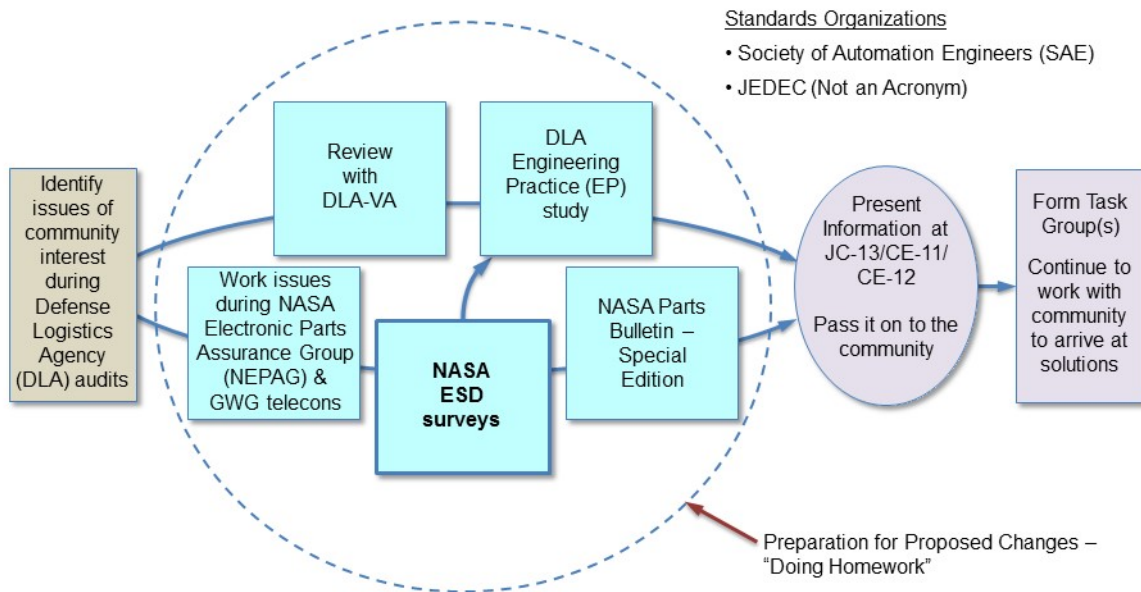 Standards Organizations
• Society of Automation Engineers (SAE)
• JEDEC (Not an Acronym)
Identify
issues of
community
interest
during
Defense
Logistics
Agency
(DLA) audits
Review
with
DLA-VA
DLA
Engineering
Practice (EP)
study
Work issues
during NASA
Electronic Parts
Assurance Group
(NEPAG) &
GWG telecons
NASA
ESD
surveys
NASA Parts
Bulletin –
Special
Edition
Present
Information at
JC-13/CE-11/
CE-12
Pass it on to the
community
Form Task
Group(s)
Continue to
work with
community
to arrive at
solutions
Preparation for Proposed Changes –
“Doing Homework”